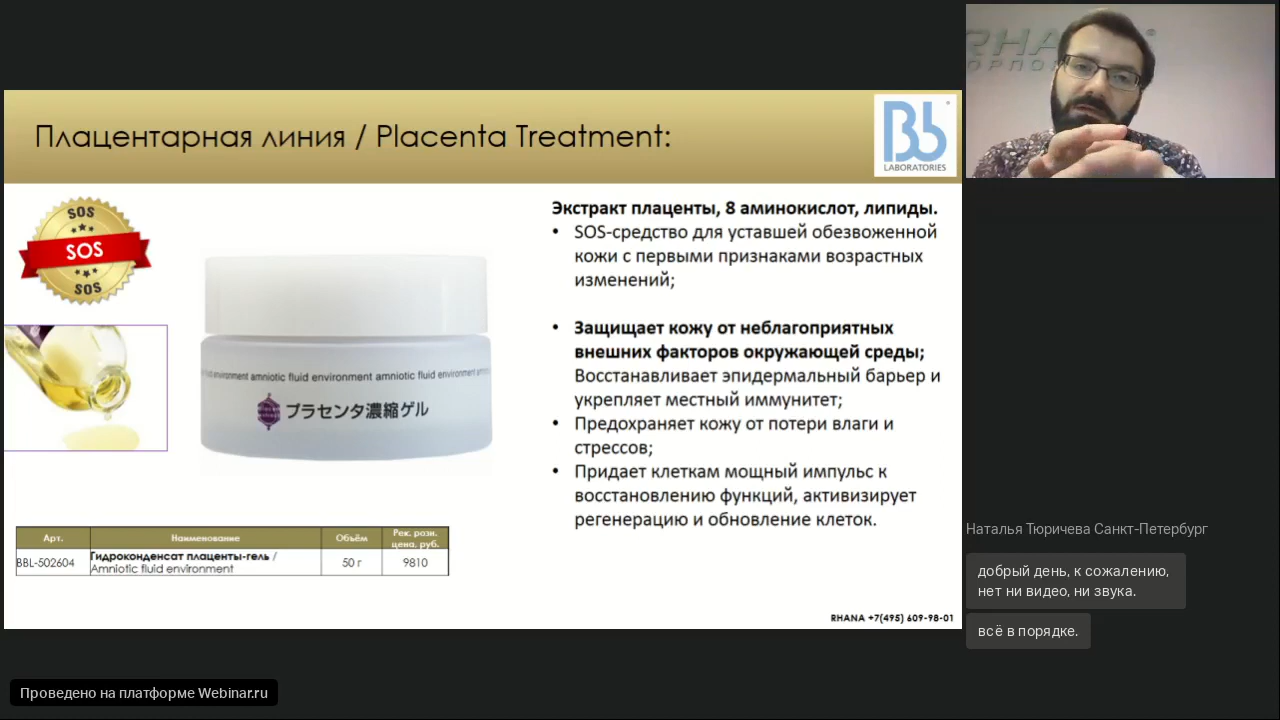 Плацентарная линия / Placenta Treatment:
Bb
LABORATORIES
SOS
SOS
SOS
environment amniotic fluid environment amniotic fluid environment
プラセンタ濃縮ゲル
Экстракт плаценты, 8 аминокислот, липиды.
• SOS-средство для уставшей обезвоженной
кожи с первыми признаками возрастных
изменений;
• Защищает кожу от неблагоприятных
внешних факторов окружающей среды;
Восстанавливает эпидермальный барьер и
укрепляет местный иммунитет;
• Предохраняет кожу от потери влаги и
стрессов;
• Придает клеткам мощный импульс к
восстановлению функций, активизирует
регенерацию и обновление клеток.
Арт. Наименование Объём Рек. розн.
цена, руб.
BBL-502604 Гидроконденсат плаценты-гель / 50 г 9810
Amniotic fluid environment
RHANA +7(495) 609-98-01
RHANA
Наталья Тюричева Санкт-Петербург
добрый день, к сожалению,
нет ни видео, ни звука.
всё в порядке.
Проведено на платформе Webinar.ru